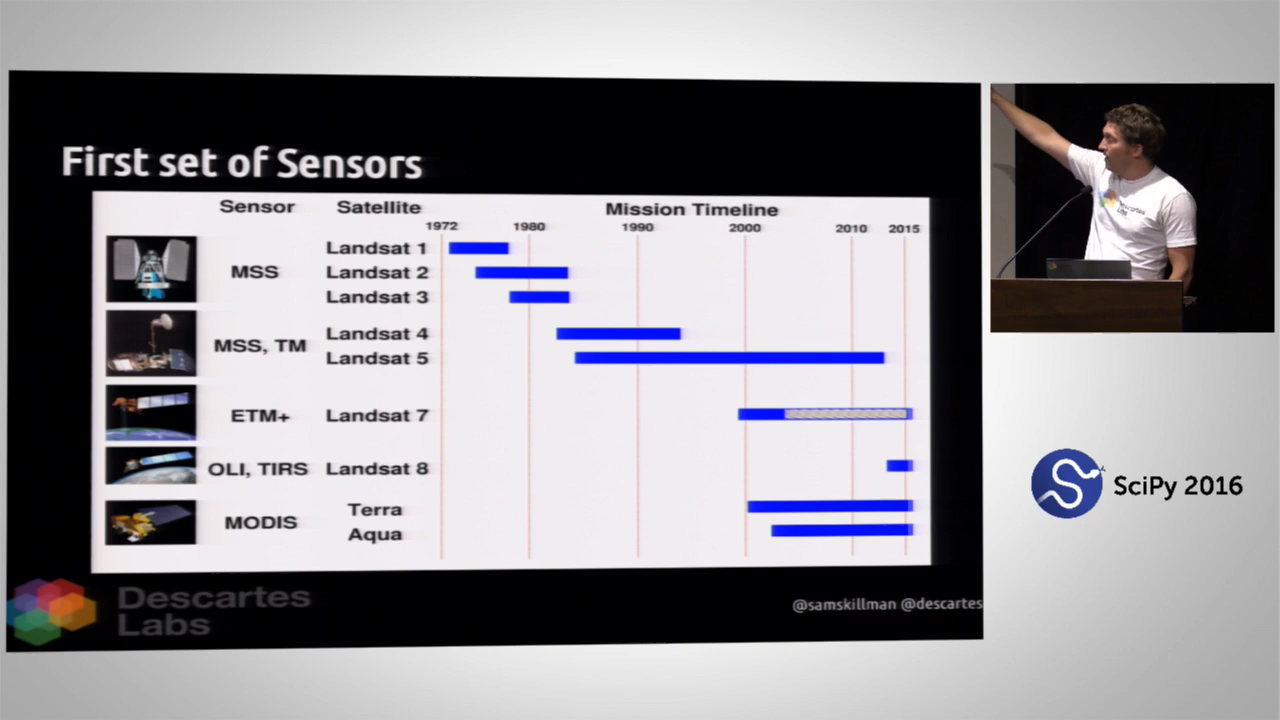 First set of Sensors
Sensor Satellite Mission Timeline
1972 1980 1990 2000 2010 2015
MSS
Landsat 1
Landsat 2
Landsat 3
MSS, TM
Landsat 4
Landsat 5
ETM+ Landsat 7
OLI, TIRS Landsat 8
MODIS
Terra
Aqua
Descartes
Labs
@samskillman @descartes
Descartes
Labs
SciPy 2016